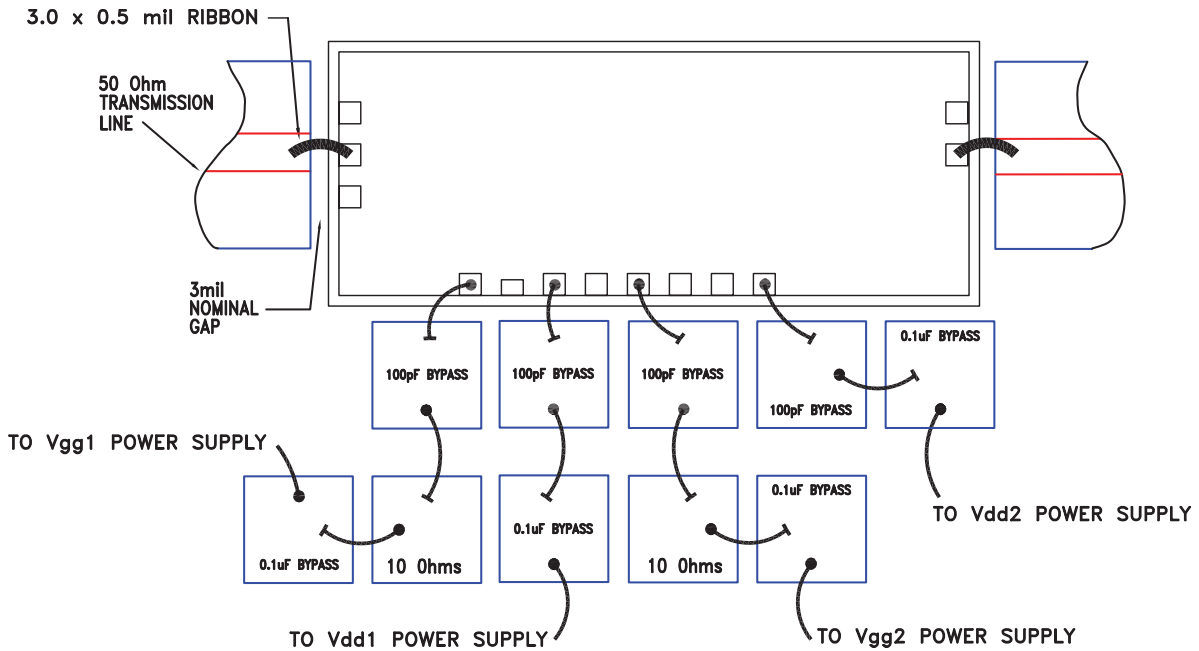 3.0 x 0.5 mil RIBBON
50 Ohm
TRANSMISSION
LINE
3mil
NOMINAL
GAP
100pF BYPASS
100pF BYPASS
100pF BYPASS
100pF BYPASS
0.1uF BYPASS
TO Vgg1 POWER SUPPLY
0.1uF BYPASS
10 Ohms
0.1uF BYPASS
10 Ohms
0.1uF BYPASS
TO Vdd2 POWER SUPPLY
TO Vdd1 POWER SUPPLY
TO Vgg2 POWER SUPPLY